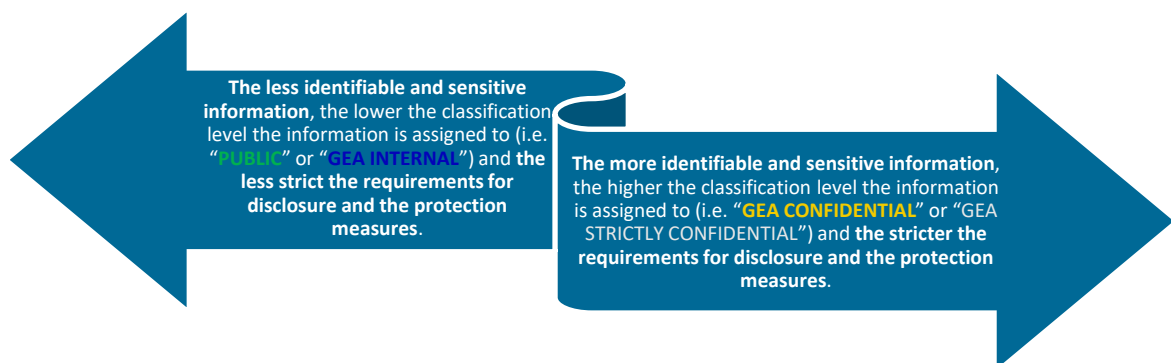 The less identifiable and sensitive
information, the lower the classification
level the information is assigned to (i.e.
“PUBLIC” or “GEA INTERNAL”) and the
less strict the requirements for
disclosure and the protection
measures.
The more identifiable and sensitive information,
the higher the classification level the information
is assigned to (i.e. “GEA CONFIDENTIAL” or “GEA
STRICTLY CONFIDENTIAL”) and the stricter the
requirements for disclosure and the protection
measures.